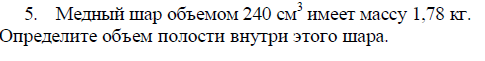 5. Медный шар объемом 240 см³ имеет массу 1,78 кг.
Определите объем полости внутри этого шара.